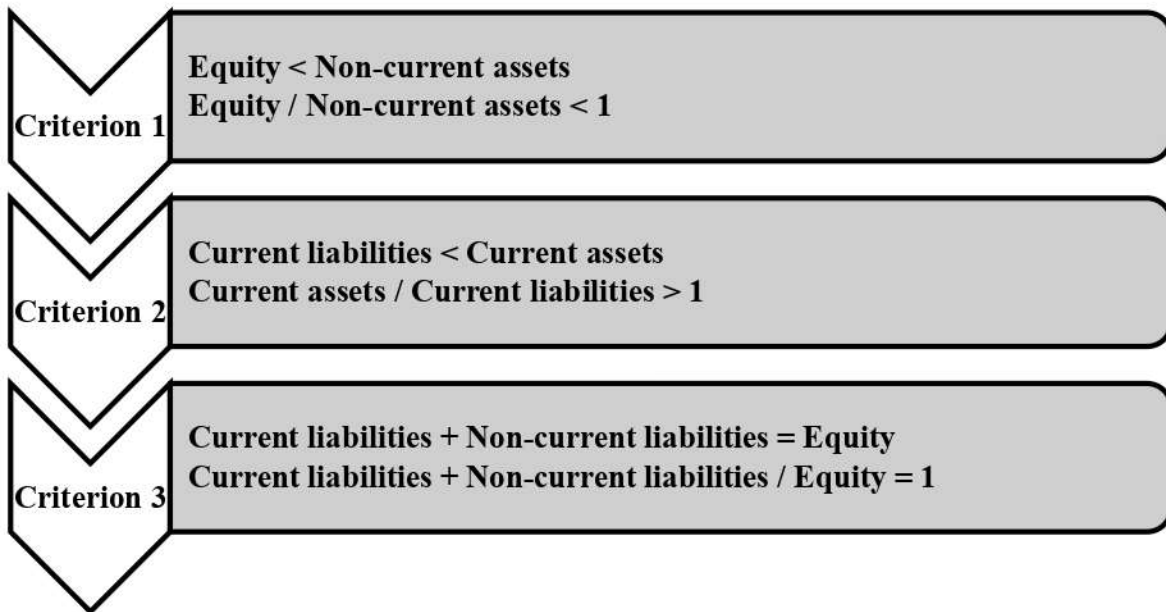 Criterion 1
Equity < Non-current assets
Equity / Non-current assets < 1
Criterion 2
Current liabilities < Current assets
Current assets / Current liabilities > 1
Criterion 3
Current liabilities + Non-current liabilities = Equity
Current liabilities + Non-current liabilities / Equity = 1